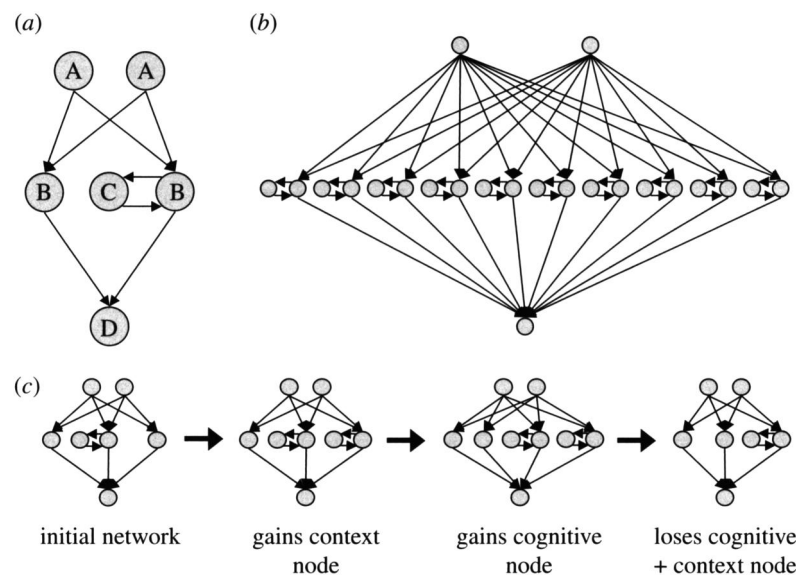 (a)
(b)
A A
B C B
D
(c)
initial network
gains context
node
gains cognitive
node
loses cognitive
+ context node